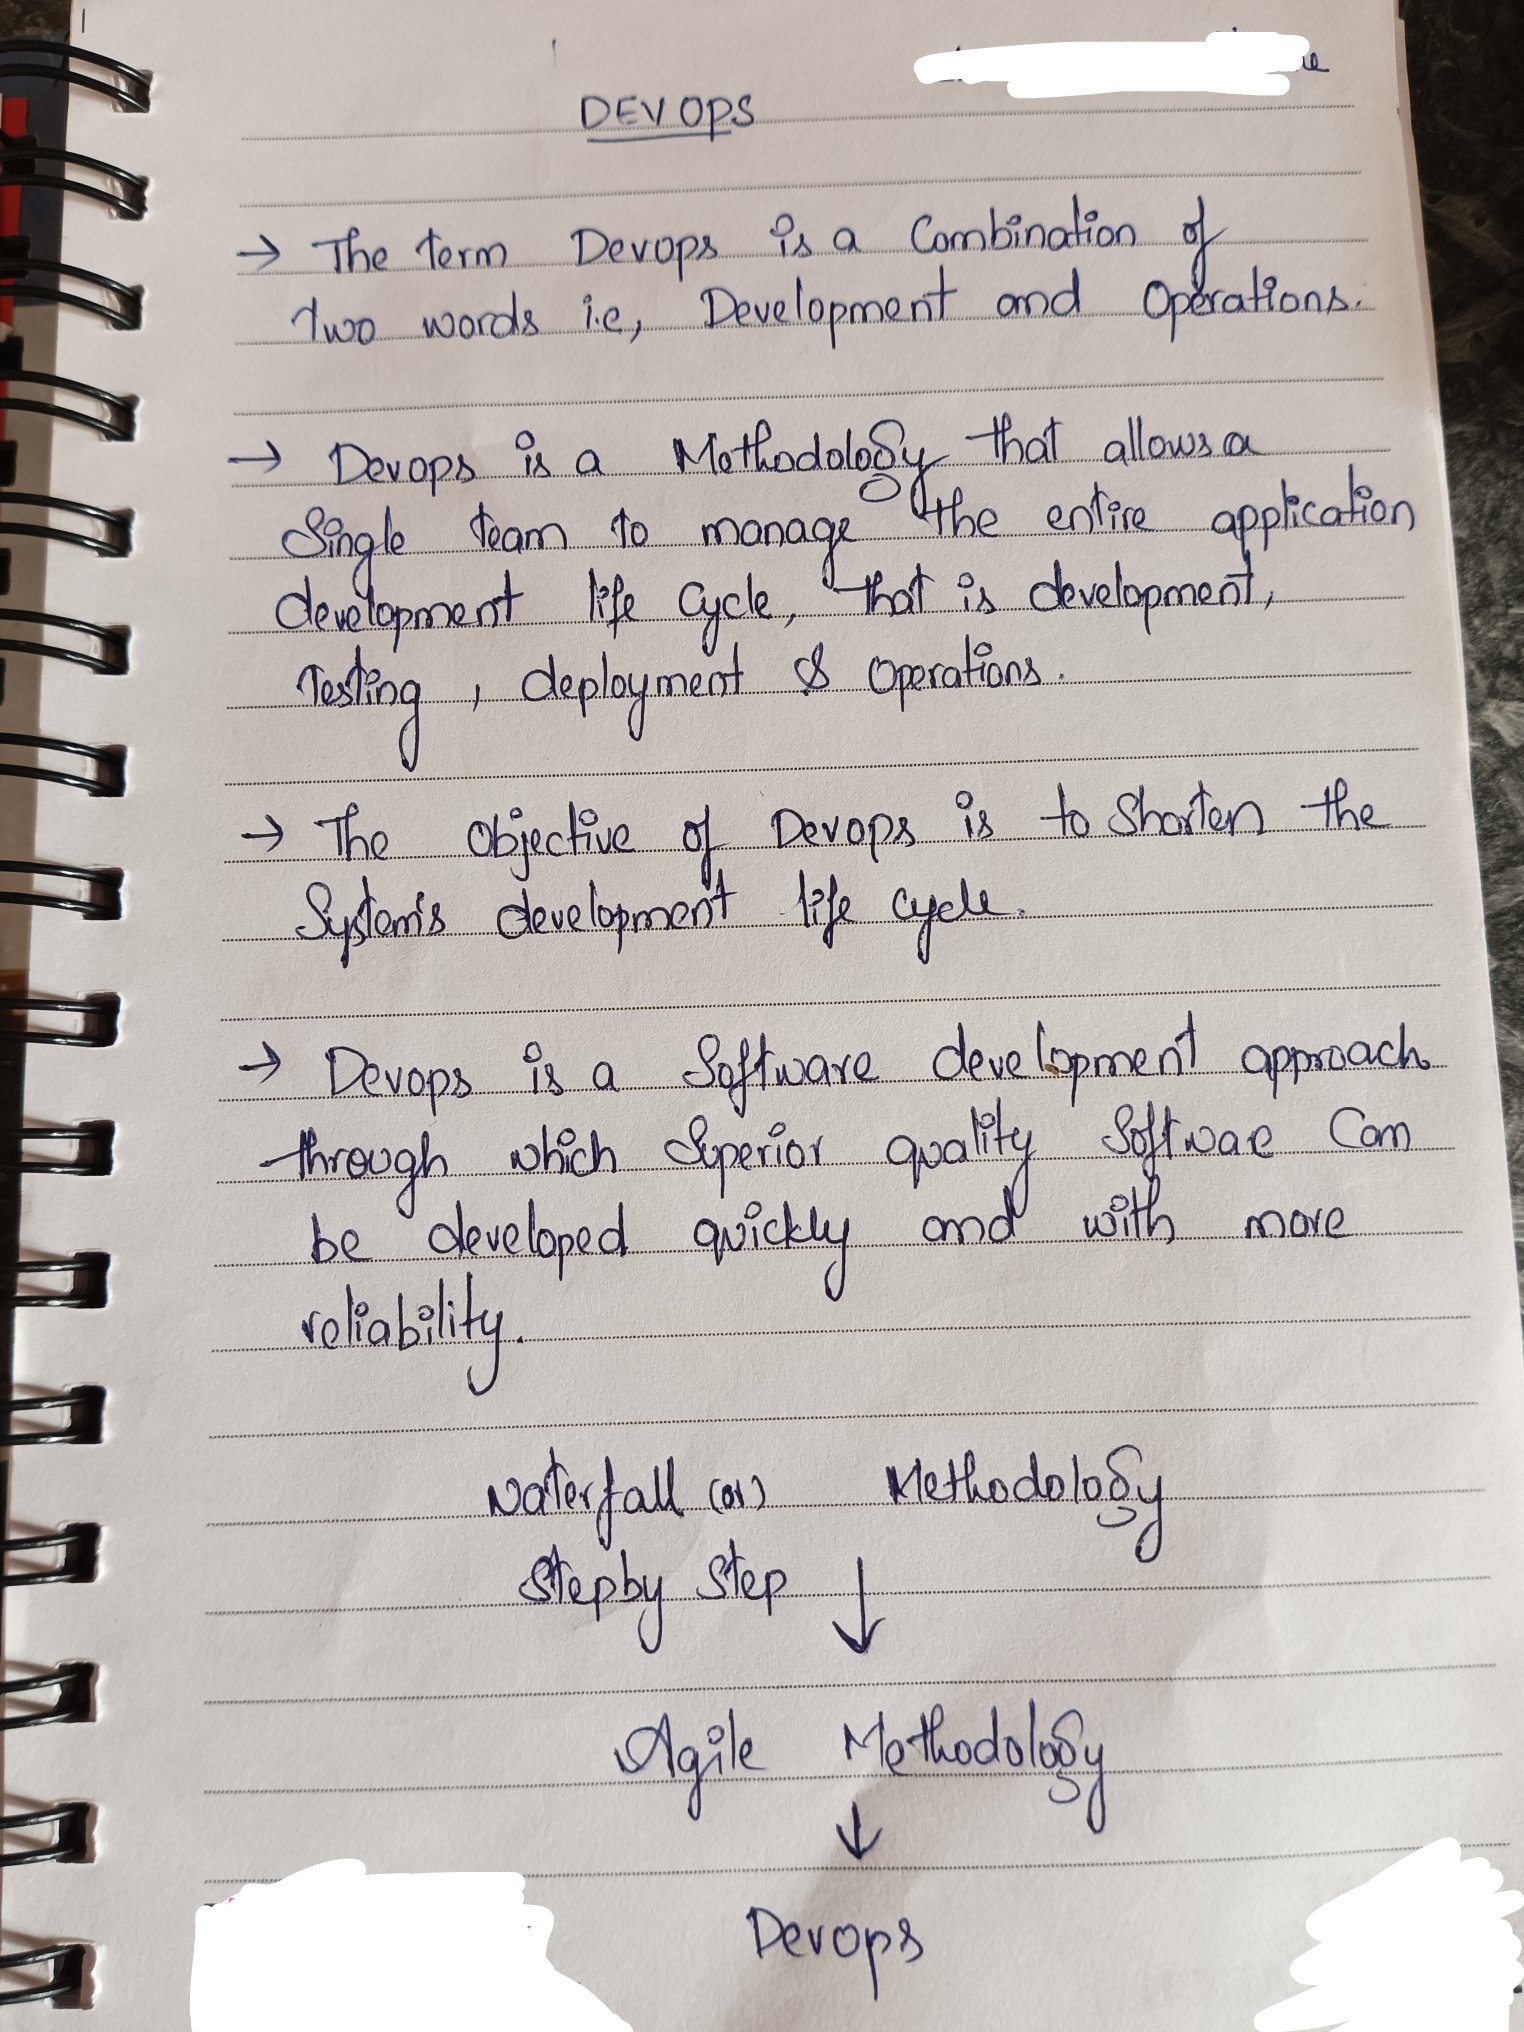 DEVOPS
→ The term Devops is a Combination of
two words i.e, Development and Operations.
→ Devops is a Methodology that allows a
Single team to manage the entire application
development life Cycle, that is development,
Testing, deployment & Operations.
→ The Objective of Devops is to Shorten the
System's development life cycle.
→ Devops is a Software development approach
through which Superior quality Softwae Can
be developed quickly and with more
reliability.
Waterfall (or) Methodology
Step by Step ↓
Agile Methodology
↓
Devops